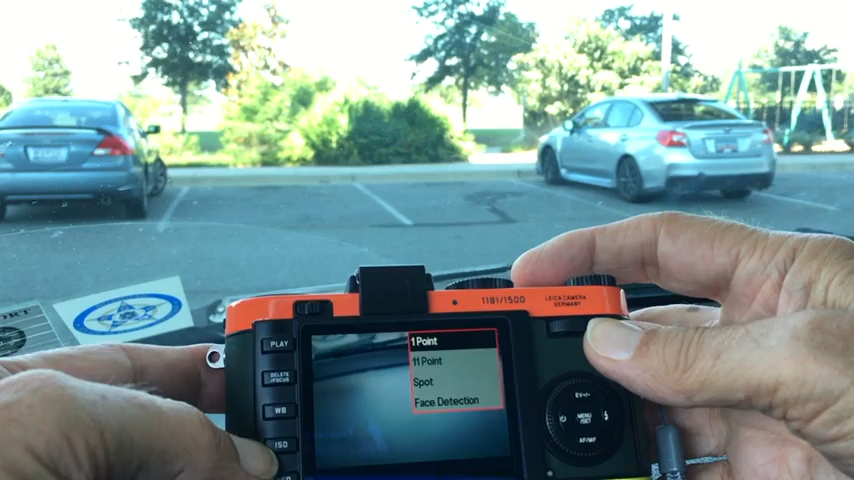 1181/1500
LEICA CAMERA
GERMANY
PLAY
DELETE
/FOCUS
WB
ISO
1 Point
11 Point
Spot
Face Detection
EV+/-
MENU
/SET
AF/MF